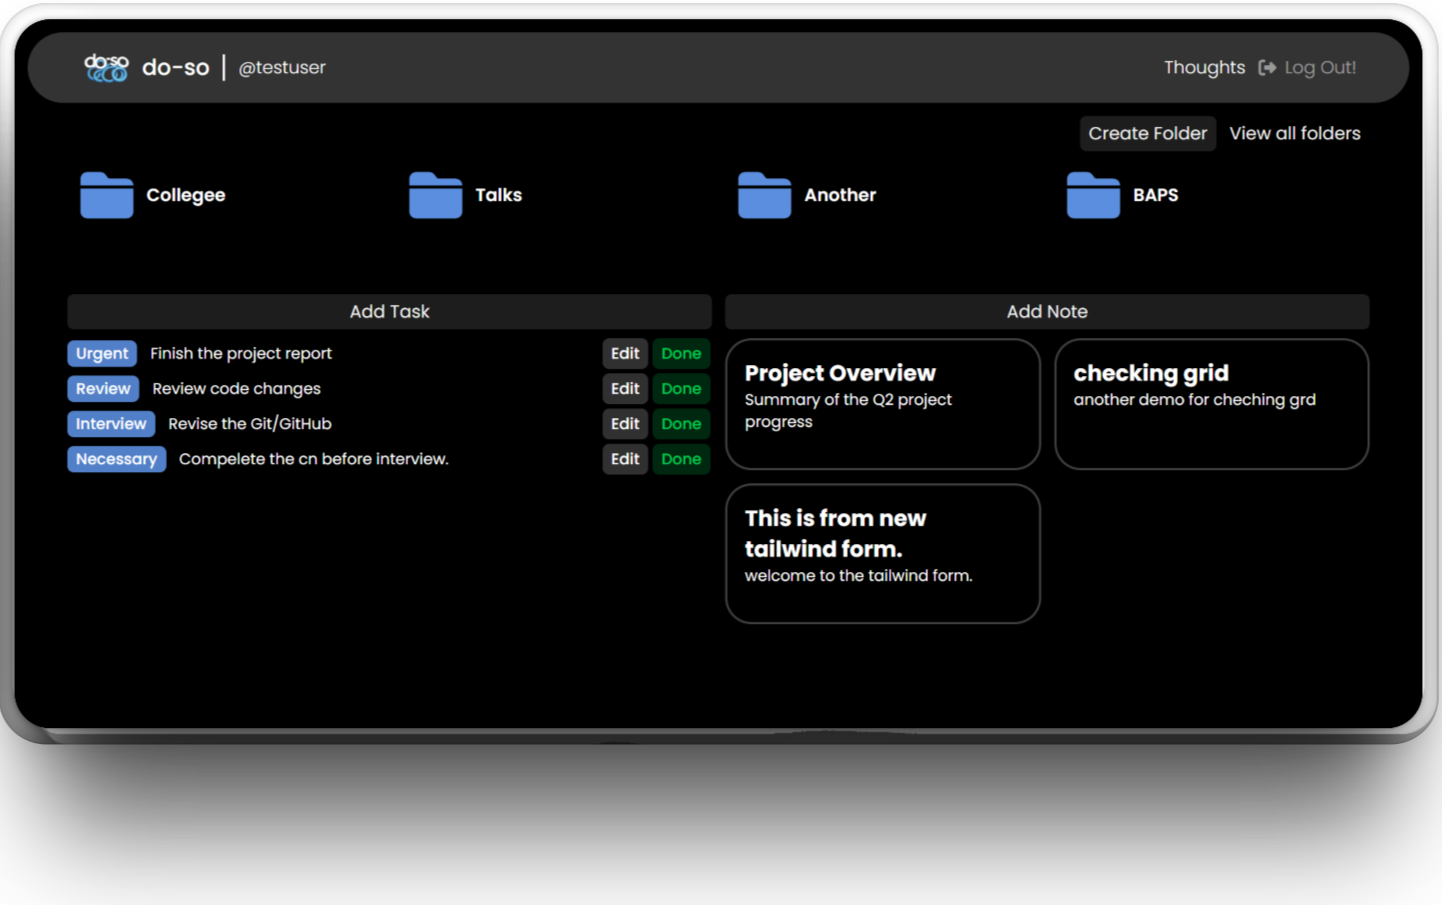 do-so do-so | @testuser Thoughts Log Out!
Create Folder View all folders
Collegee Talks Another BAPS
Add Task
Urgent Finish the project report Edit Done
Review Review code changes Edit Done
Interview Revise the Git/GitHub Edit Done
Necessary Compelete the cn before interview. Edit Done
Add Note
Project Overview
Summary of the Q2 project
progress
checking grid
another demo for cheching grd
This is from new
tailwind form.
welcome to the tailwind form.